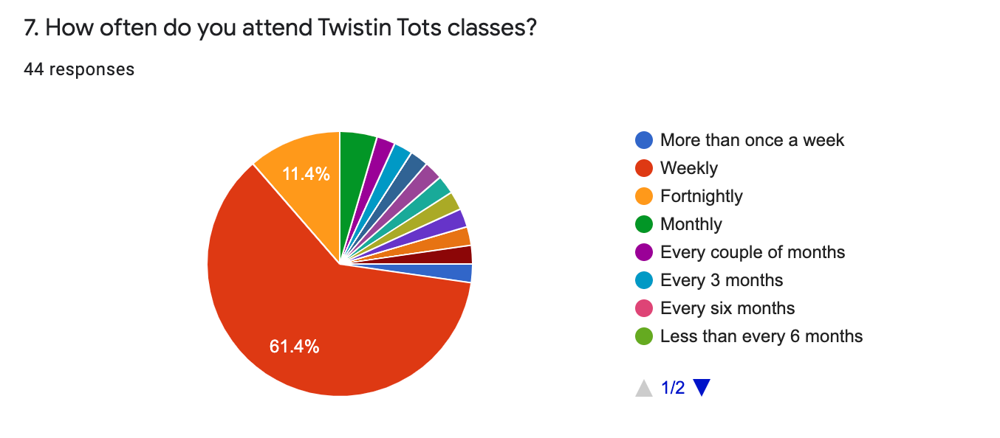 7. How often do you attend Twistin Tots classes?
44 responses
11.4%
61.4%
More than once a week
Weekly
Fortnightly
Monthly
Every couple of months
Every 3 months
Every six months
Less than every 6 months
1/2